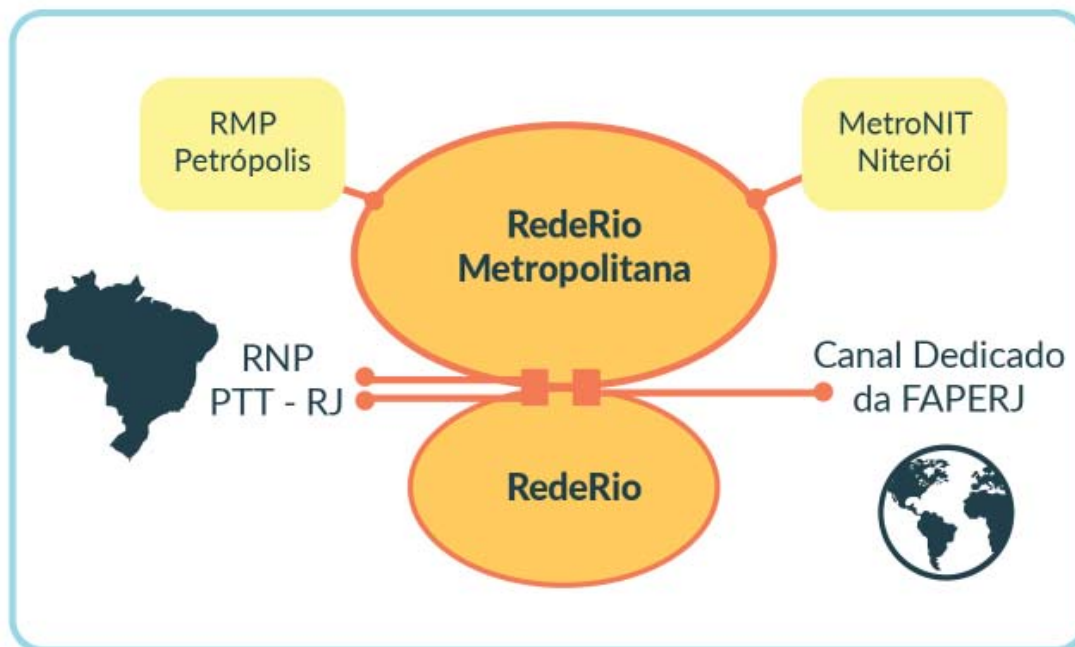 RMP
Petrópolis
MetroNIT
Niterói
RedeRio
Metropolitana
RNP
PTT - RJ
Canal Dedicado
da FAPERJ
RedeRio